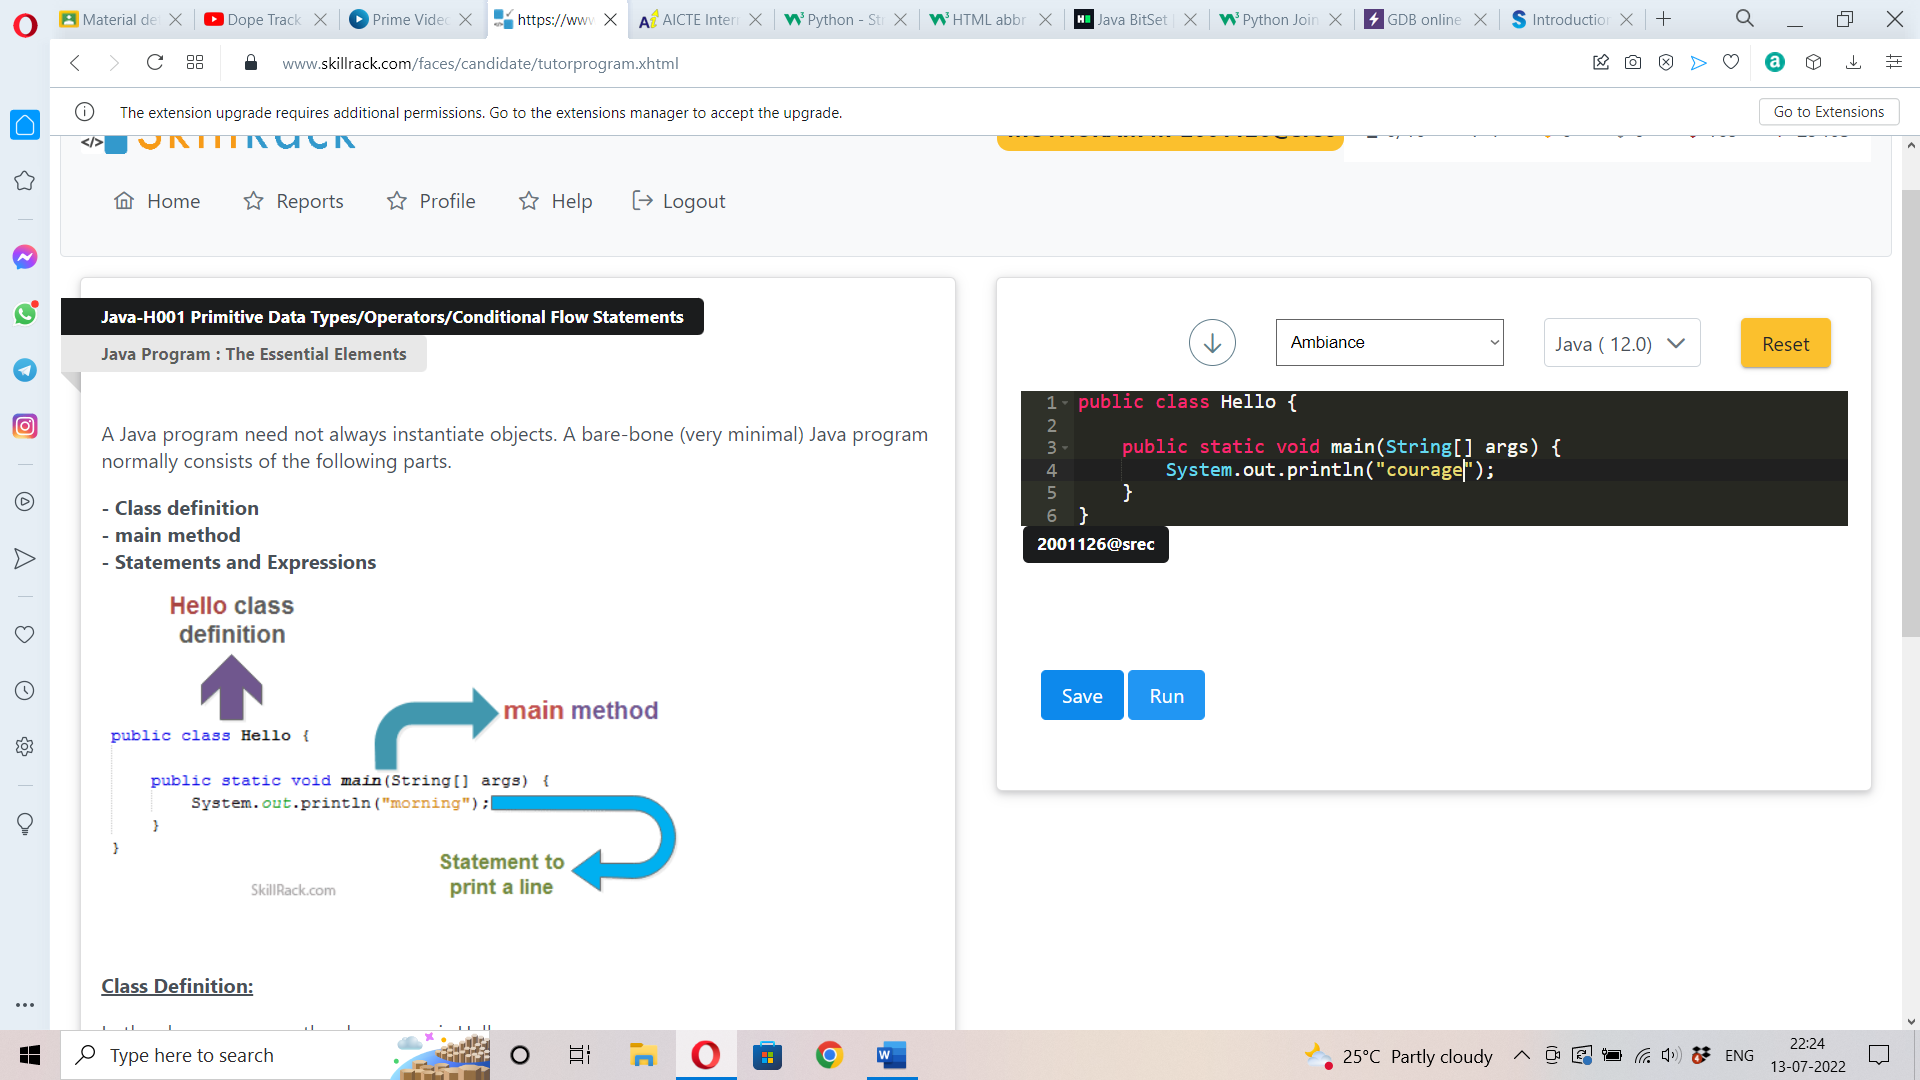 Material de
Dope Track
Prime Video
https://www
AICTE Inter
Python - St
HTML abbr
Java BitSet
Python Join
GDB online
Introduction
www.skillrack.com/faces/candidate/tutorprogram.xhtml
The extension upgrade requires additional permissions. Go to the extensions manager to accept the upgrade.
Go to Extensions
SkillRack
Home
Reports
Profile
Help
Logout
Java-H001 Primitive Data Types/Operators/Conditional Flow Statements
Java Program : The Essential Elements
A Java program need not always instantiate objects. A bare-bone (very minimal) Java program
normally consists of the following parts.
- Class definition
- main method
- Statements and Expressions
Hello class
definition
main method
public class Hello {
public static void main(String[] args) {
System.out.println("morning");
}
}
Statement to
print a line
SkillRack.com
Class Definition:
Ambiance
Java ( 12.0)
Reset
1 public class Hello {
2
3 public static void main(String[] args) {
4 System.out.println("courage");
5 }
6 }
2001126@srec
Save
Run
Type here to search
25°C Partly cloudy
ENG
22:24
13-07-2022